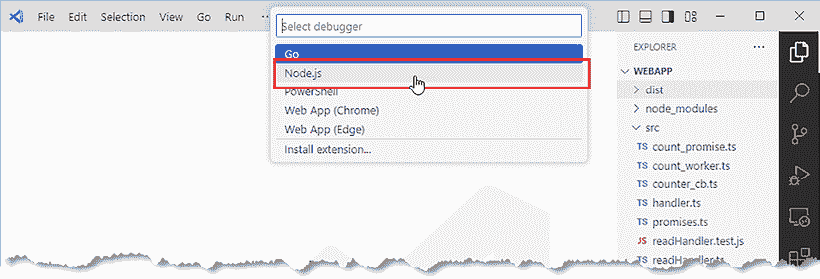 File Edit Selection View Go Run ...
Select debugger
Go
Node.js
PowerShell
Web App (Chrome)
Web App (Edge)
Install extension...
EXPLORER ...
WEBAPP
dist
node_modules
src
TS count_promise.ts
TS count_worker.ts
TS counter_cb.ts
TS handler.ts
TS promises.ts
JS readHandler.test.js
TS readHandler.ts